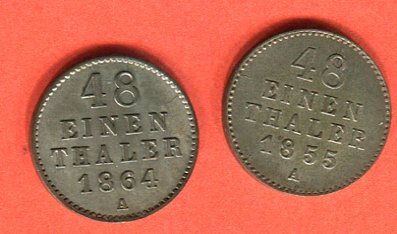 48
EINEN
THALER
1864
A
48
EINEN
THALER
1855
A